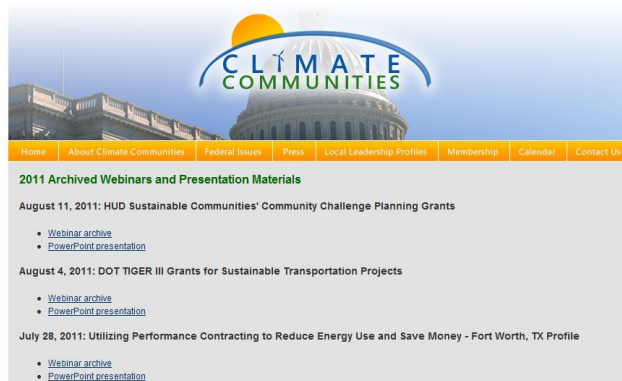 CLIMATE
COMMUNITIES
Home About Climate Communities Federal Issues Press Local Leadership Profiles Membership Calendar Contact Us
2011 Archived Webinars and Presentation Materials
August 11, 2011: HUD Sustainable Communities' Community Challenge Planning Grants
Webinar archive
PowerPoint presentation
August 4, 2011: DOT TIGER III Grants for Sustainable Transportation Projects
Webinar archive
PowerPoint presentation
July 28, 2011: Utilizing Performance Contracting to Reduce Energy Use and Save Money - Fort Worth, TX Profile
Webinar archive
PowerPoint presentation